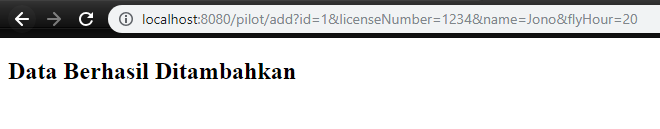 localhost:8080/pilot/add?id=1&licenseNumber=1234&name=Jono&flyHour=20
Data Berhasil Ditambahkan